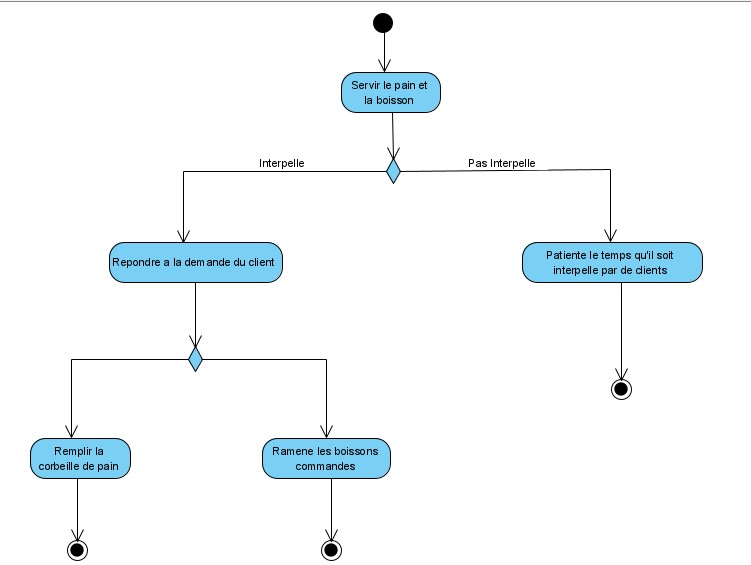 Servir le pain et
la boisson
Interpelle
Pas Interpelle
Repondre a la demande du client
Patiente le temps qu'il soit
interpelle par de clients
Remplir la
corbeille de pain
Ramene les boissons
commandes